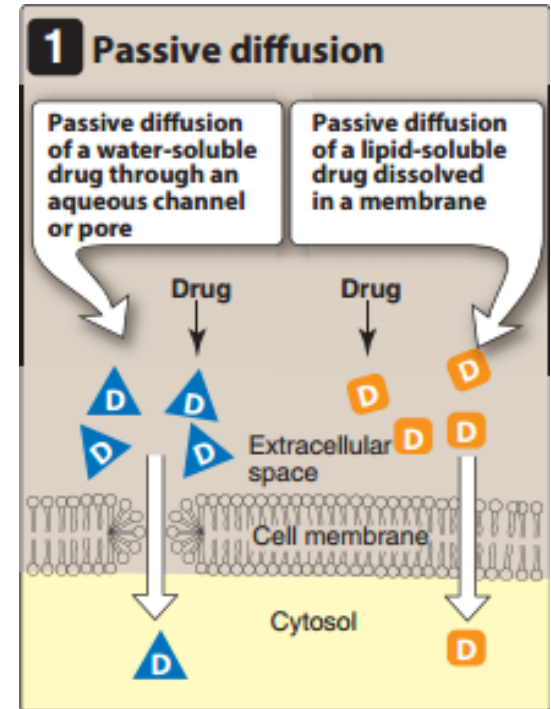 1 Passive diffusion
Passive diffusion
of a water-soluble
drug through an
aqueous channel
or pore
Passive diffusion
of a lipid-soluble
drug dissolved
in a membrane
Drug
Drug
D
D
D
D
D
D
D
D
Extracellular
space
Cell membrane
Cytosol
D
D